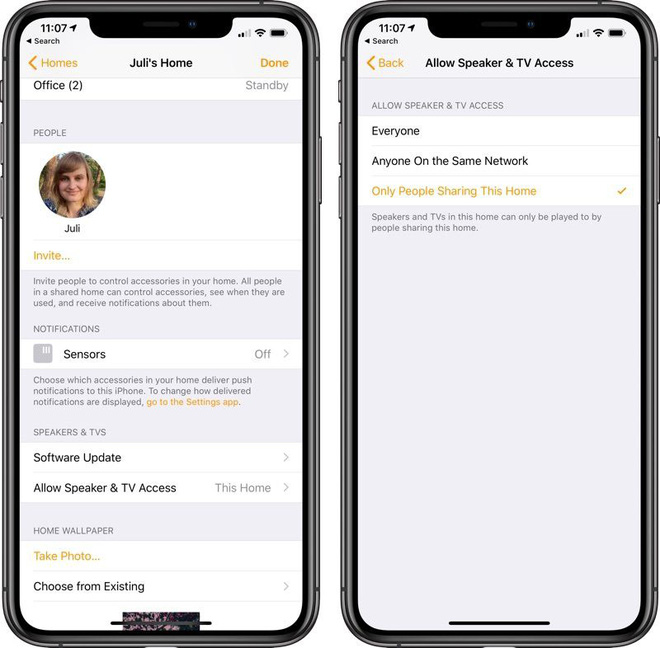 11:07
Search
Homes
Juli's Home
Done
Office (2)
Standby
PEOPLE
Juli
Invite...
Invite people to control accessories in your home. All people
in a shared home can control accessories, see when they are
used, and receive notifications about them.
NOTIFICATIONS
Sensors
Off
Choose which accessories in your home deliver push
notifications to this iPhone. To change how delivered
notifications are displayed, go to the Settings app.
SPEAKERS & TVS
Software Update
Allow Speaker & TV Access
This Home
HOME WALLPAPER
Take Photo...
Choose from Existing
11:07
Search
Back
Allow Speaker & TV Access
ALLOW SPEAKER & TV ACCESS
Everyone
Anyone On the Same Network
Only People Sharing This Home
Speakers and TVs in this home can only be played to by
people sharing this home.